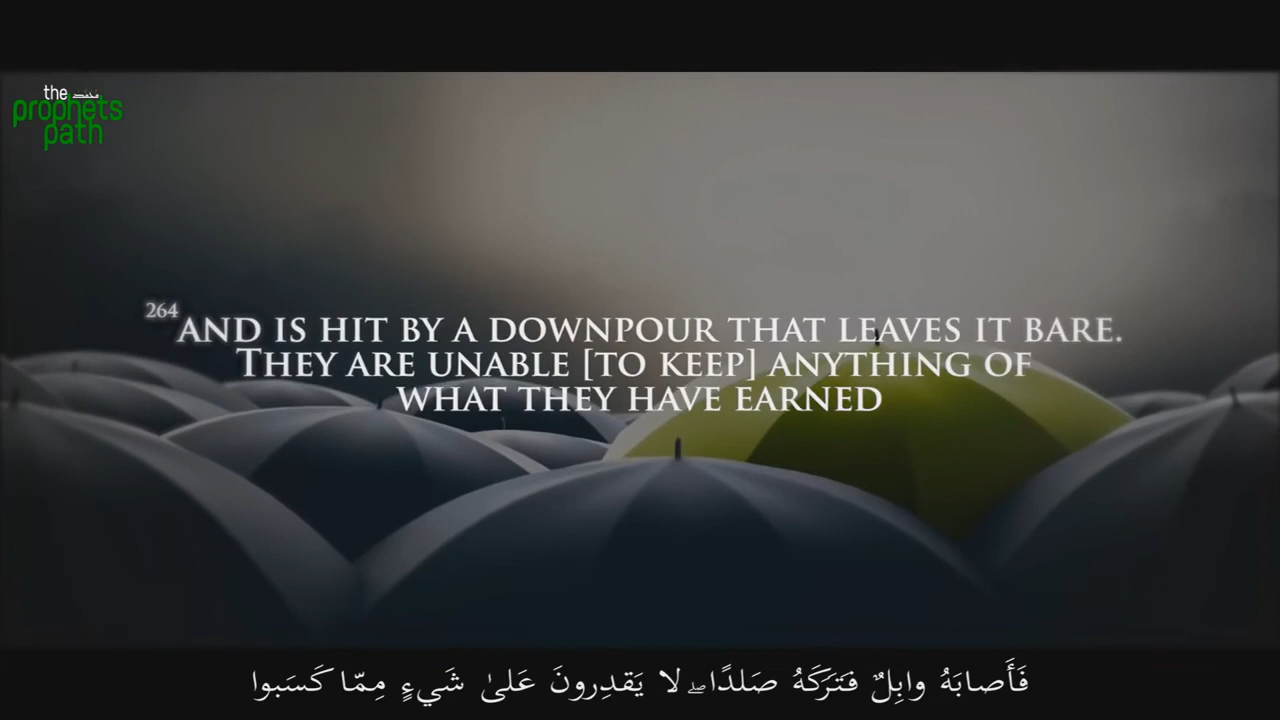 the محمد
prophets
path
264 AND IS HIT BY A DOWNPOUR THAT LEAVES IT BARE.
THEY ARE UNABLE [TO KEEP] ANYTHING OF
WHAT THEY HAVE EARNED
فَأَصابَهُ وابِلٌ فَتَرَكَهُ صَلدًا ۖ لا يَقدِرونَ عَلىٰ شَيءٍ مِمّا كَسَبوا